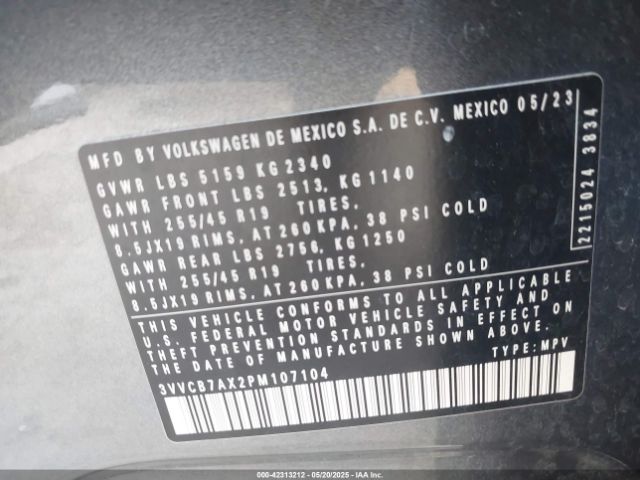 MFD BY VOLKSWAGEN DE MEXICO S.A. DE C.V. MEXICO 05/23
GVWR LBS 5159 KG 2340
GAWR FRONT LBS 2513, KG 1140
WITH 255/45 R19 TIRES.
8.5JX19 RIMS, AT 260 KPA, 38 PSI COLD
GAWR REAR LBS 2756, KG 1250
WITH 255/45 R19 TIRES.
8.5JX19 RIMS, AT 260 KPA, 38 PSI COLD
THIS VEHICLE CONFORMS TO ALL APPLICABLE
U.S. FEDERAL MOTOR VEHICLE SAFETY AND
THEFT PREVENTION STANDARDS IN EFFECT ON
THE DATE OF MANUFACTURE SHOWN ABOVE.
3VVCB7AX2PM107104 TYPE: MPV
2215024 3834
000-42313212 - 05/20/2025 - IAAI.CA